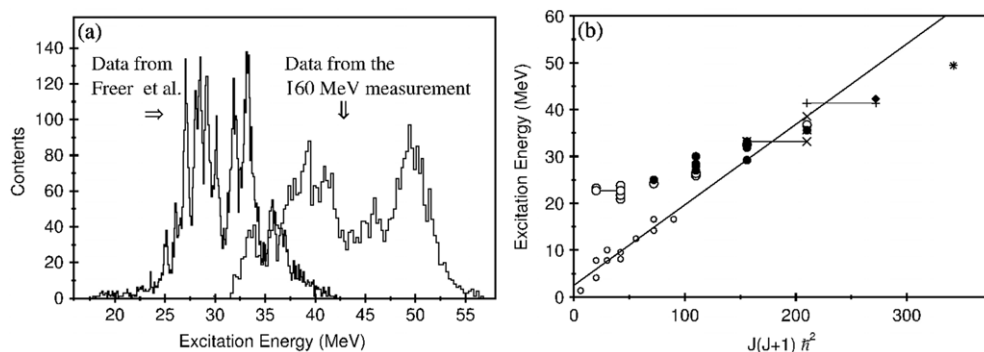 (a)
Data from
Freer et al.
⇒
Data from the
160 MeV measurement
⇓
Contents
140
120
100
80
60
40
20
0
20 25 30 35 40 45 50 55
Excitation Energy (MeV)
(b)
Excitation Energy (MeV)
60
50
40
30
20
10
0
0 100 200 300
J(J+1) ℏ²